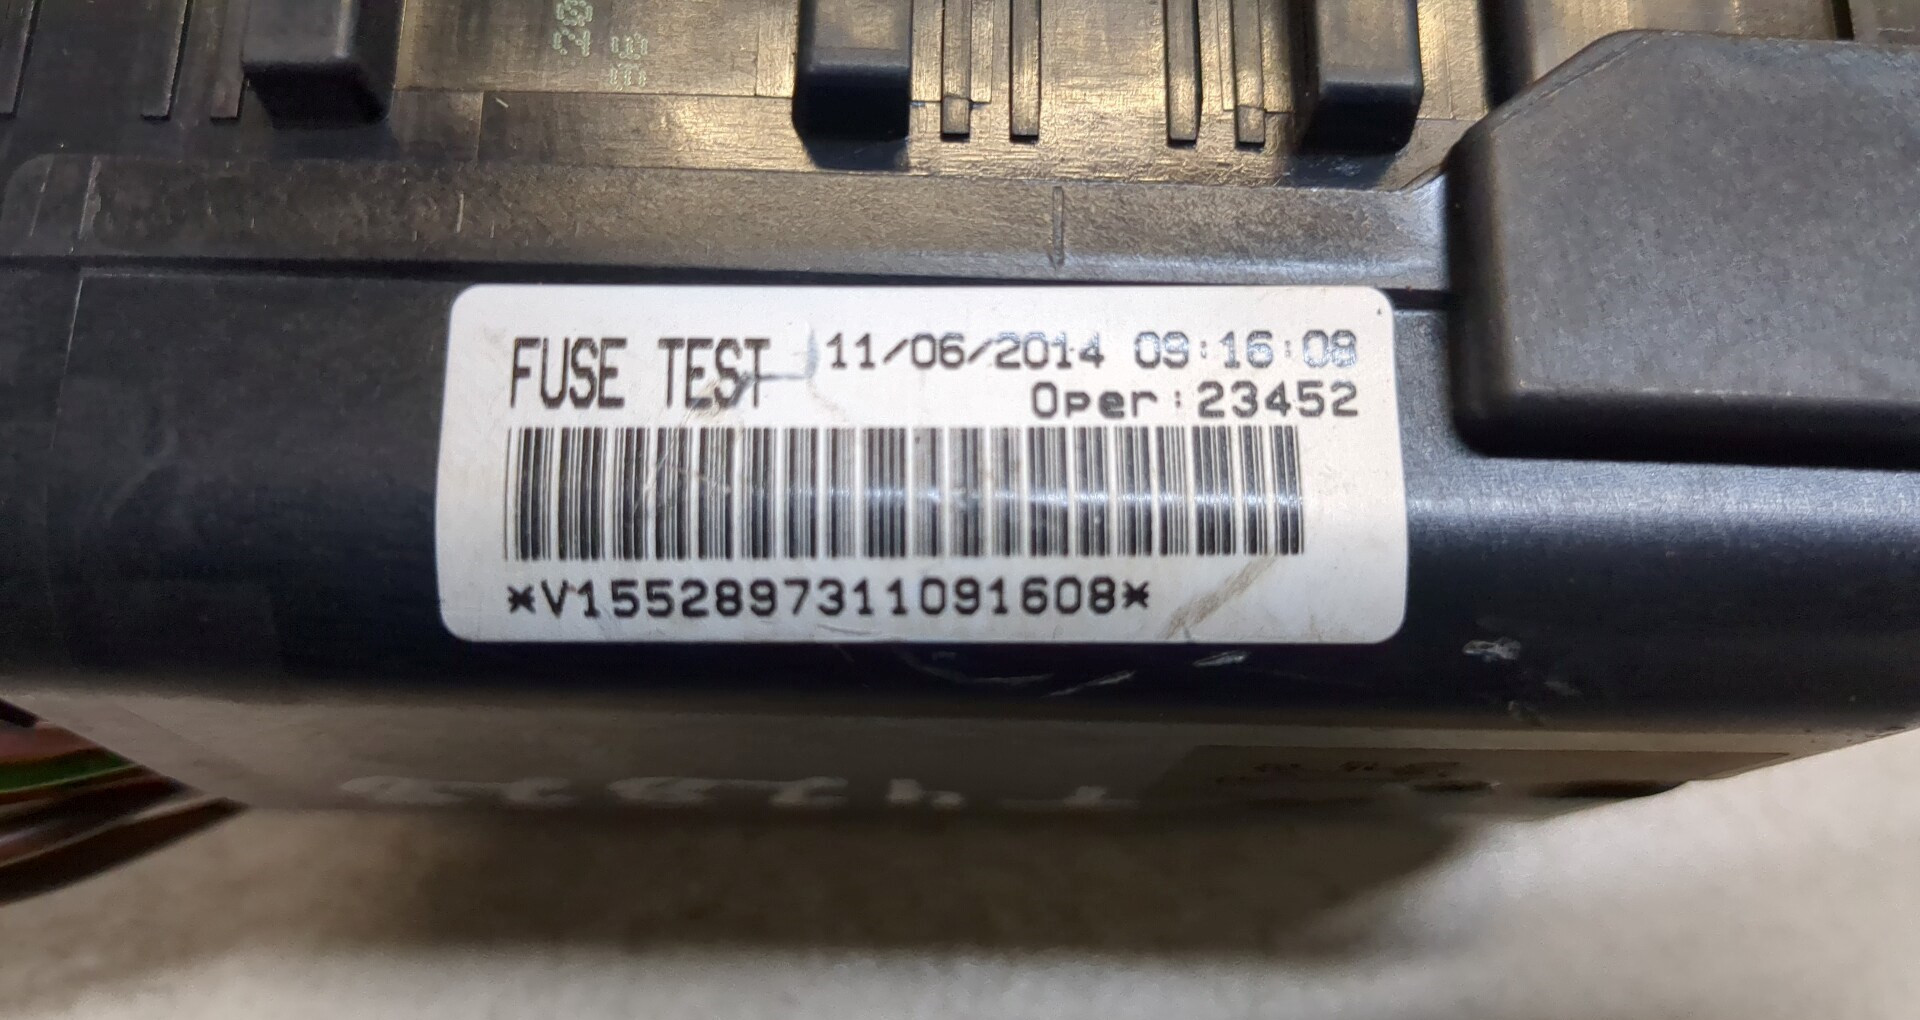 FUSE TEST 11/06/2014 09:16:08
Oper:23452
*V1552897311091608*